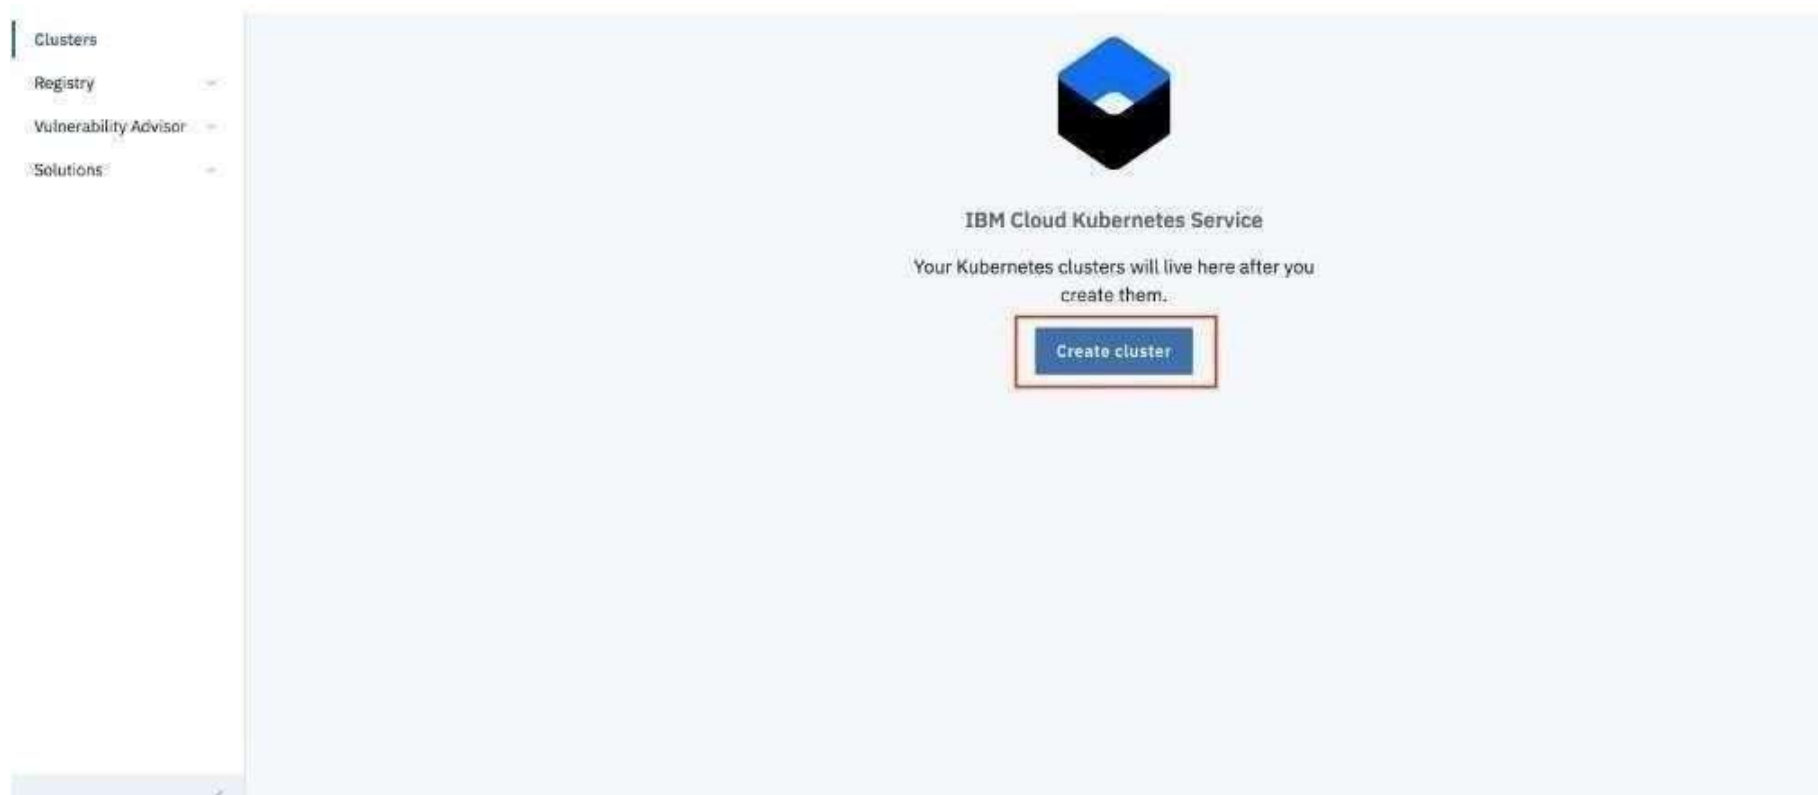 Clusters
Registry
Vulnerability Advisor
Solutions
IBM Cloud Kubernetes Service
Your Kubernetes clusters will live here after you
create them.
Create cluster